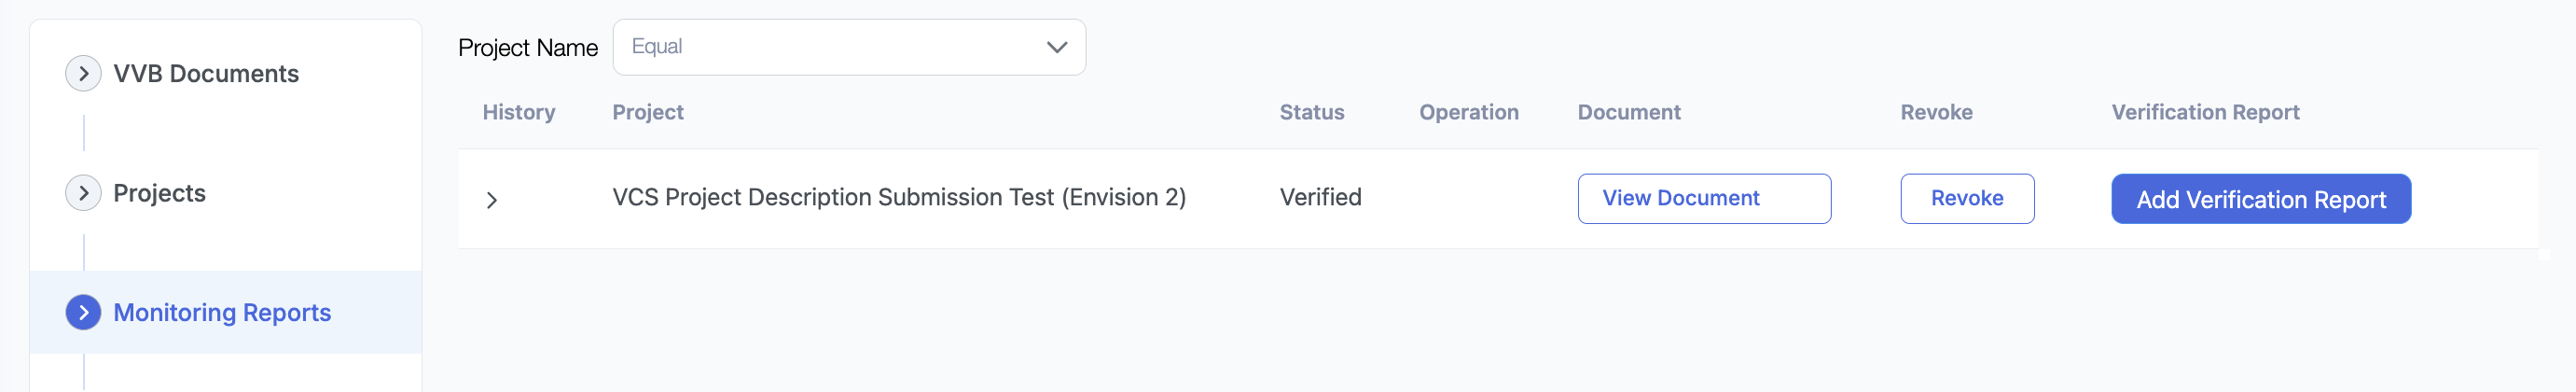 VVB Documents
Projects
Monitoring Reports
Project Name Equal
History Project Status Operation Document Revoke Verification Report
VCS Project Description Submission Test (Envision 2) Verified View Document Revoke Add Verification Report